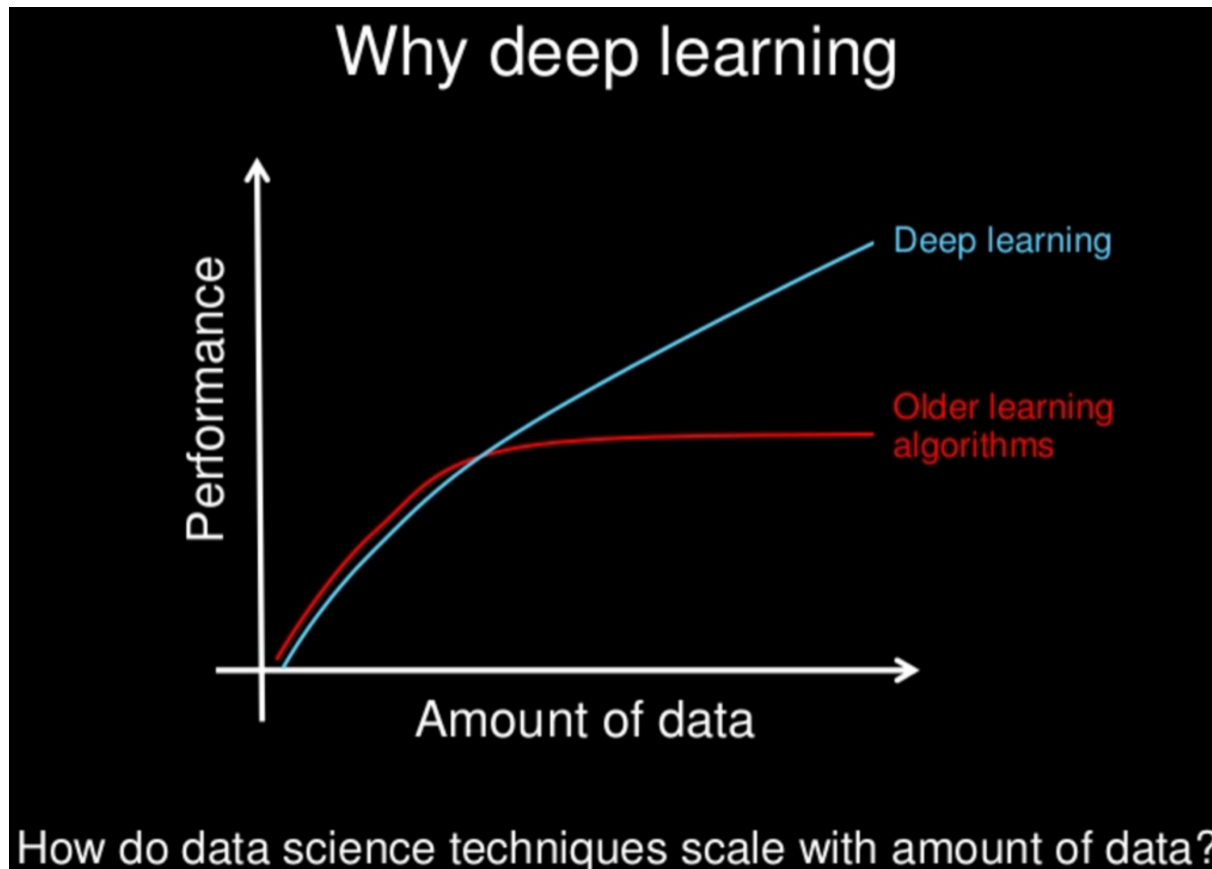 Why deep learning
Performance
Deep learning
Older learning
algorithms
Amount of data
How do data science techniques scale with amount of data?